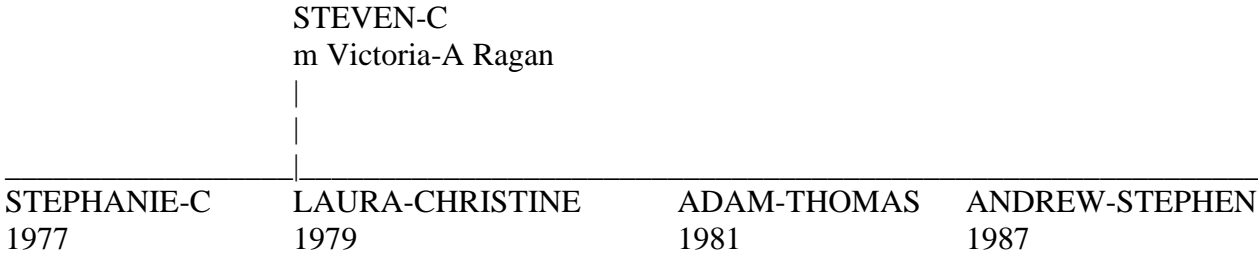 STEVEN-C
m Victoria-A Ragan
STEPHANIE-C LAURA-CHRISTINE ADAM-THOMAS ANDREW-STEPHEN
1977 1979 1981 1987